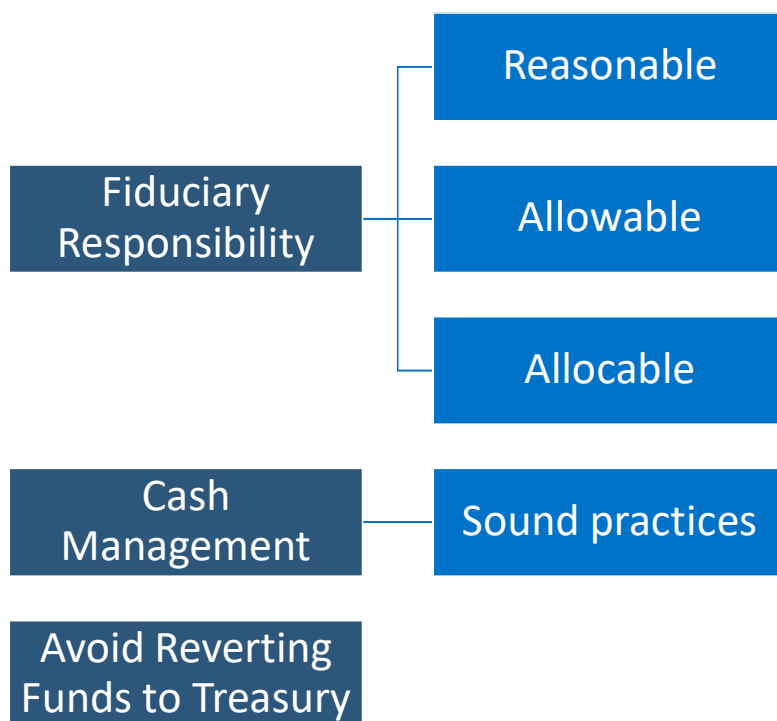 Reasonable
Fiduciary
Responsibility
Allowable
Allocable
Cash
Management
Sound practices
Avoid Reverting
Funds to Treasury